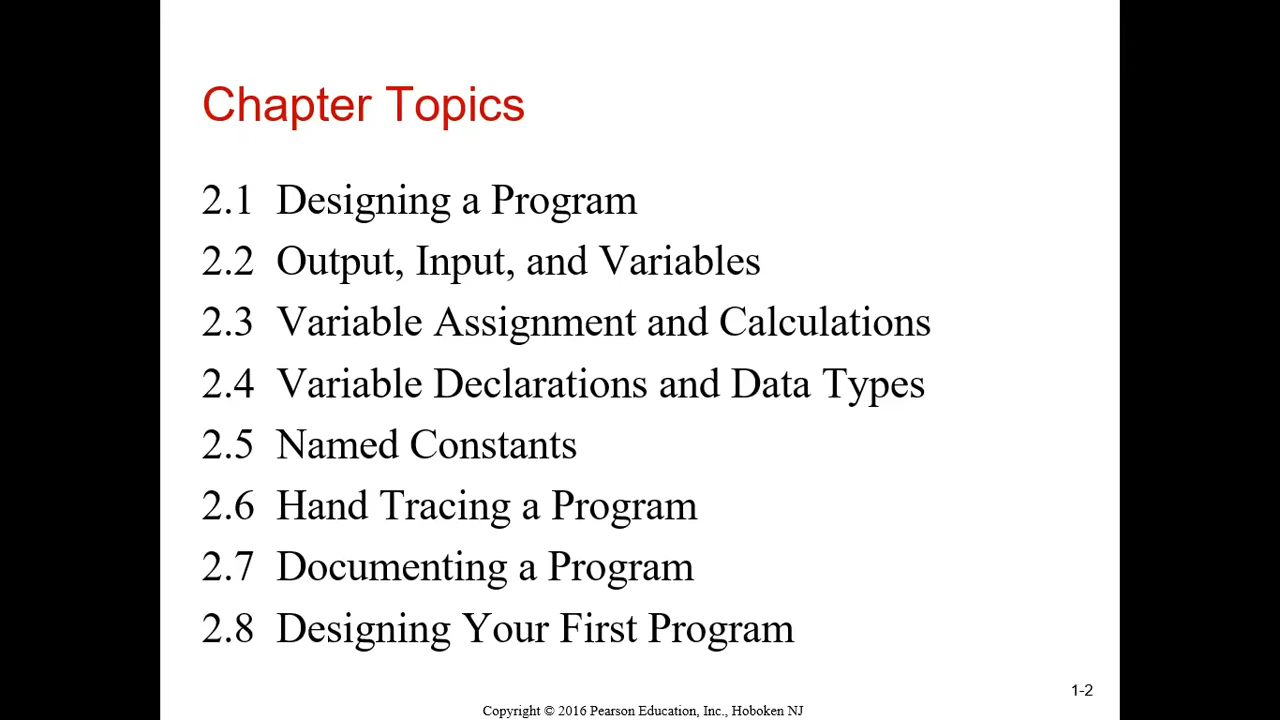 Chapter Topics
2.1 Designing a Program
2.2 Output, Input, and Variables
2.3 Variable Assignment and Calculations
2.4 Variable Declarations and Data Types
2.5 Named Constants
2.6 Hand Tracing a Program
2.7 Documenting a Program
2.8 Designing Your First Program
1-2
Copyright © 2016 Pearson Education, Inc., Hoboken NJ